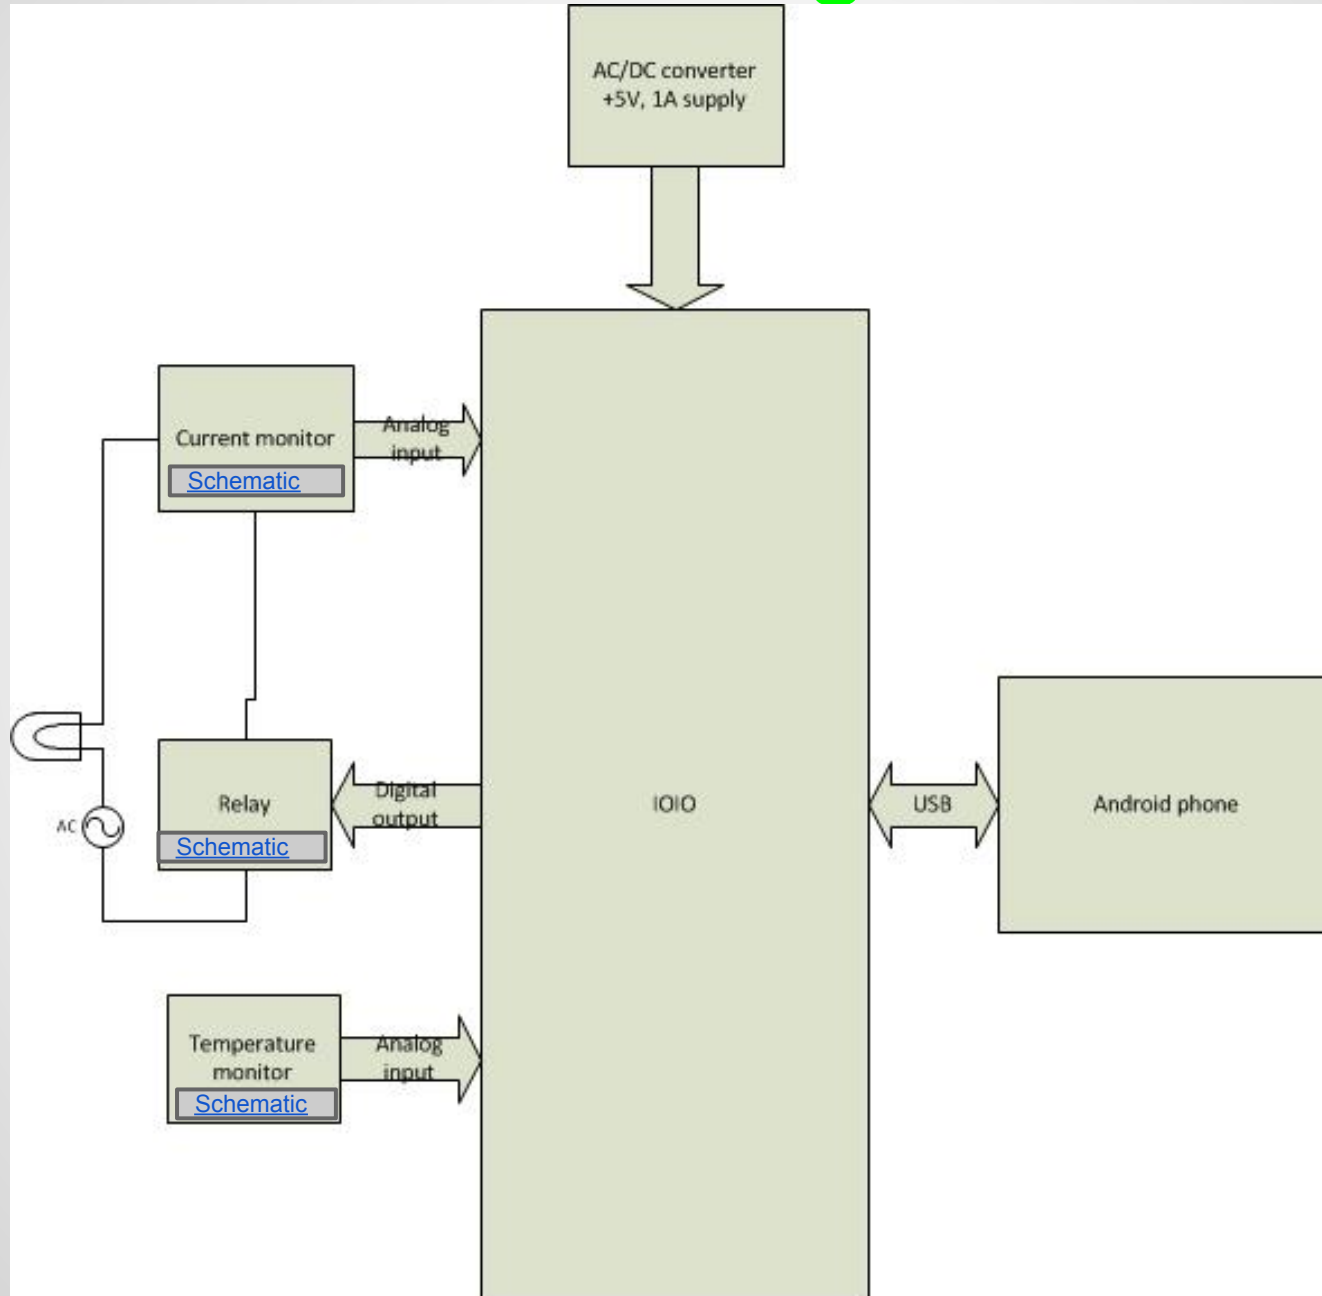 AC/DC converter
+5V, 1A supply
Current monitor
Schematic
Analog
input
Relay
Schematic
Digital
output
AC
IOIO
USB
Android phone
Temperature
monitor
Schematic
Analog
input